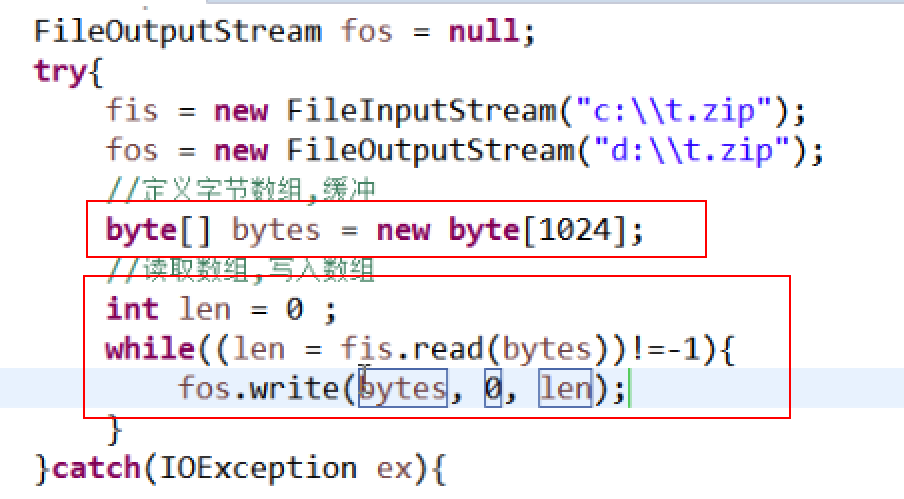 FileOutputStream fos = null;
try{
fis = new FileInputStream("c:\\t.zip");
fos = new FileOutputStream("d:\\t.zip");
//定义字节数组,缓冲
byte[] bytes = new byte[1024];
//读取数组,写入数组
int len = 0 ;
while((len = fis.read(bytes))!=-1){
fos.write(bytes, 0, len);
}
}catch(IOException ex){